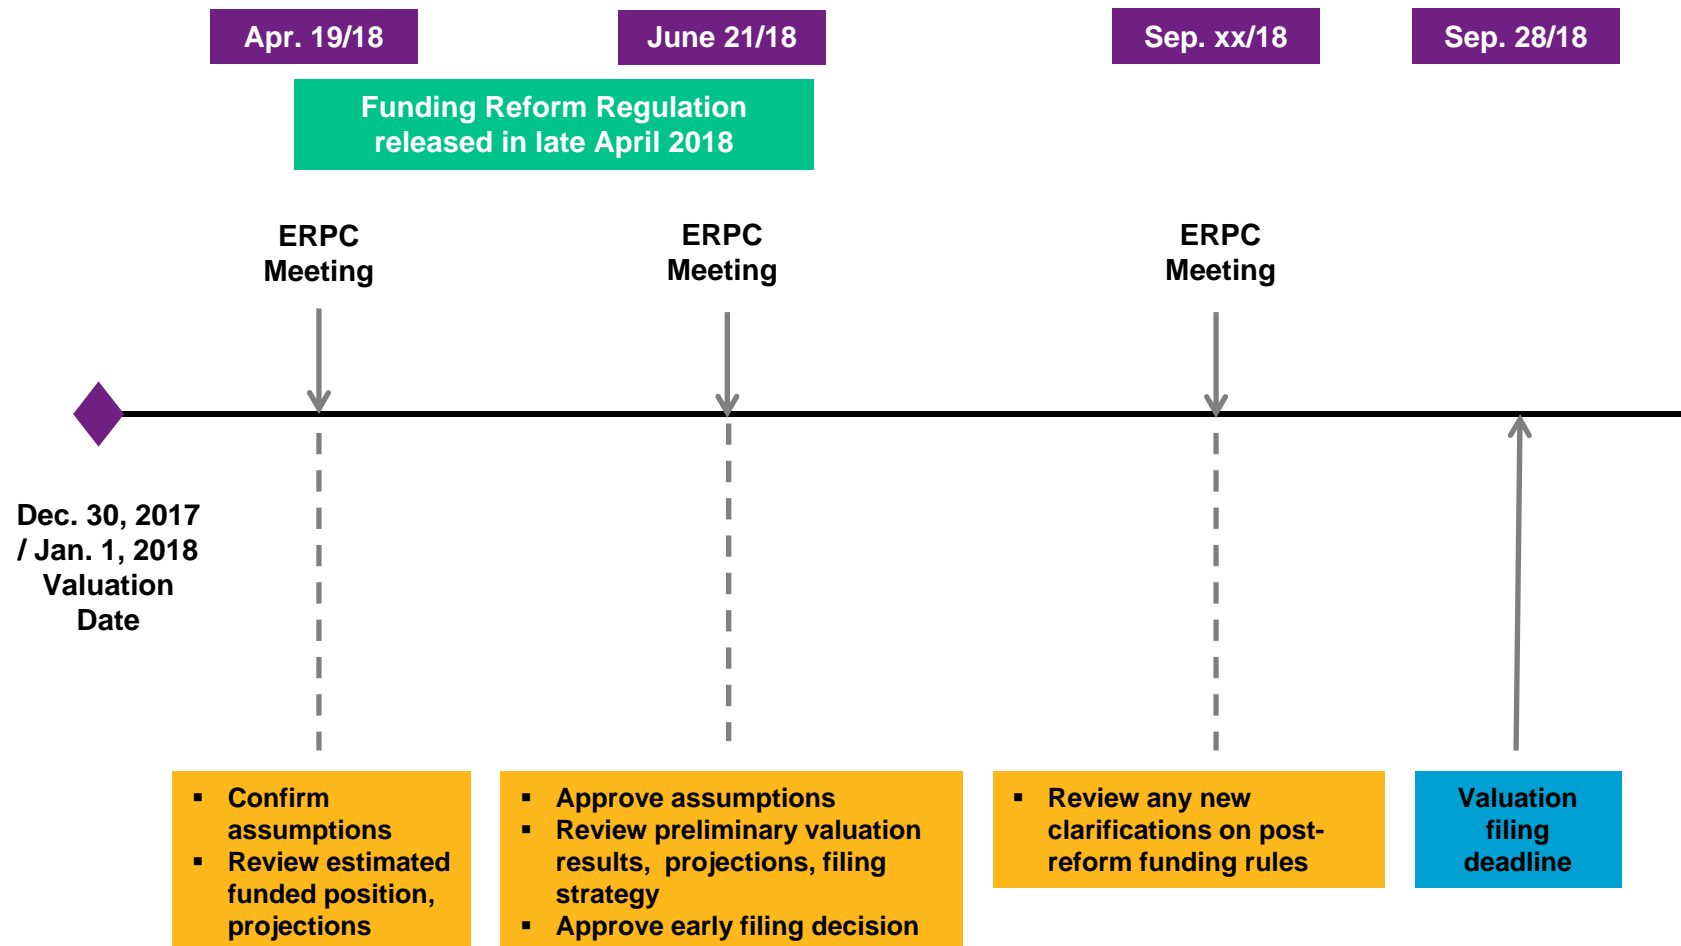 Apr. 19/18
June 21/18
Sep. xx/18
Sep. 28/18
Funding Reform Regulation
released in late April 2018
ERPC
Meeting
ERPC
Meeting
ERPC
Meeting
Dec. 30, 2017
/ Jan. 1, 2018
Valuation
Date
▪ Confirm
assumptions
▪ Review estimated
funded position,
projections
▪ Approve assumptions
▪ Review preliminary valuation
results, projections, filing
strategy
▪ Approve early filing decision
▪ Review any new
clarifications on post-
reform funding rules
Valuation
filing
deadline